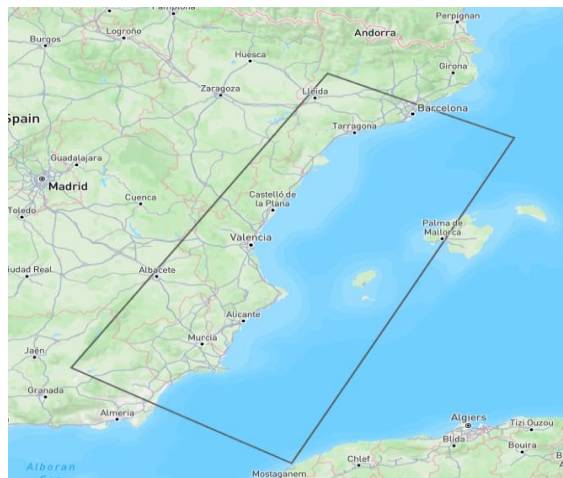 Pamplona
Perpignan
Logroño
Burgos
Andorra
Huesca
Girona
Zaragoza
Lleida
Barcelona
Spain
Tarragona
Guadalajara
Madrid
Cuenca
Castelló de
la Plana
Toledo
Palma de
Mallorca
Valencia
Ciudad Real
Albacete
Alicante
Murcia
Jaén
Granada
Almería
Algiers
Tizi Ouzou
Blida
Bouira
Chlef
Alboran
Mostaganem
B